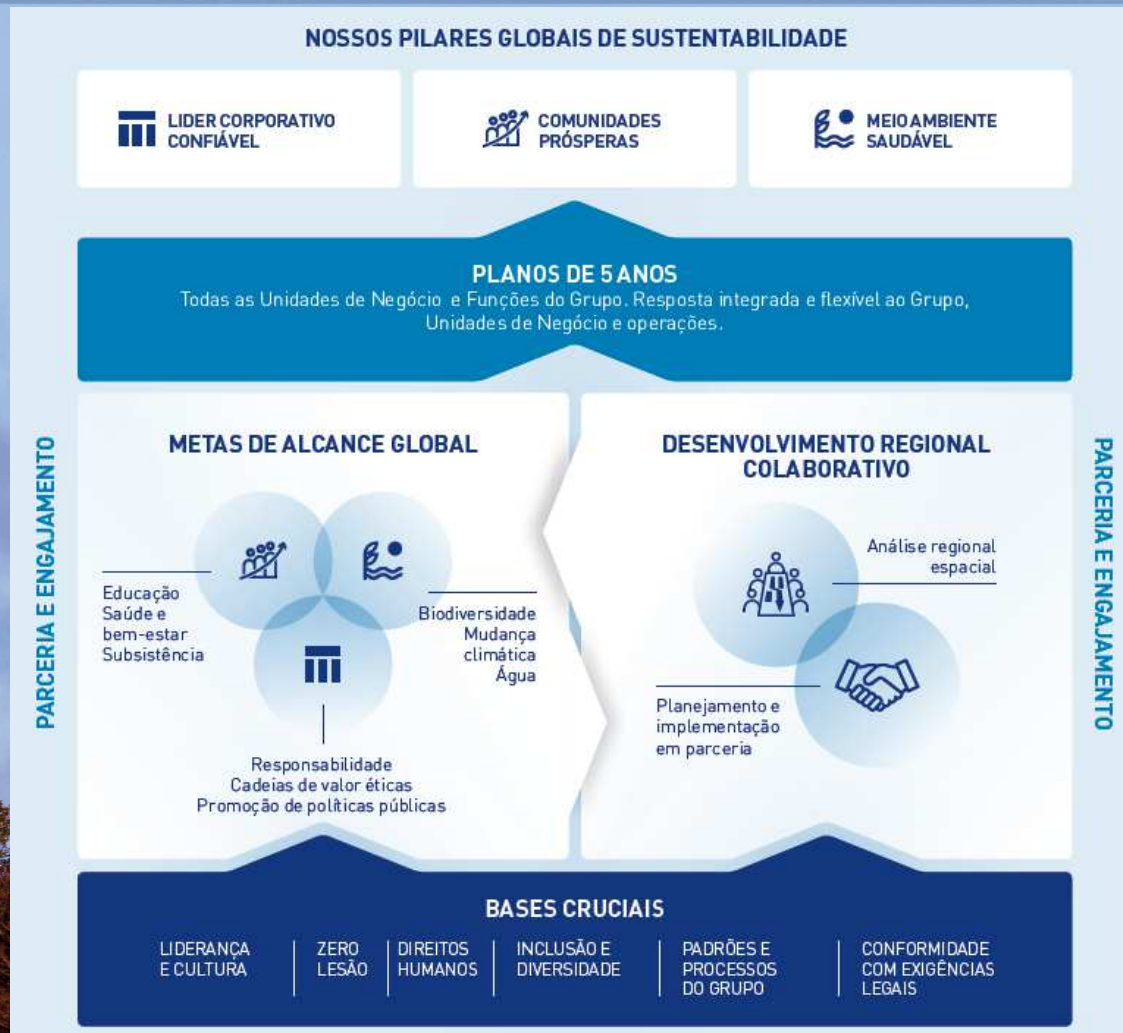 NOSSOS PILARES GLOBAIS DE SUSTENTABILIDADE
LIDER CORPORATIVO
CONFIÁVEL
COMUNIDADES
PRÓSPERAS
MEIO AMBIENTE
SAUDÁVEL
PLANOS DE 5 ANOS
Todas as Unidades de Negócio e Funções do Grupo. Resposta integrada e flexível ao Grupo,
Unidades de Negócio e operações.
PARCERIA E ENGAJAMENTO
METAS DE ALCANCE GLOBAL
Educação
Saúde e
bem-estar
Subsistência
Biodiversidade
Mudança
climática
Água
Responsabilidade
Cadeias de valor éticas
Promoção de políticas públicas
DESENVOLVIMENTO REGIONAL
COLABORATIVO
Análise regional
espacial
Planejamento e
implementação
em parceria
PARCERIA E ENGAJAMENTO
BASES CRUCIAIS
LIDERANÇA
E CULTURA
ZERO
LESÃO
DIREITOS
HUMANOS
INCLUSÃO E
DIVERSIDADE
PADRÕES E
PROCESSOS
DO GRUPO
CONFORMIDADE
COM EXIGÊNCIAS
LEGAIS